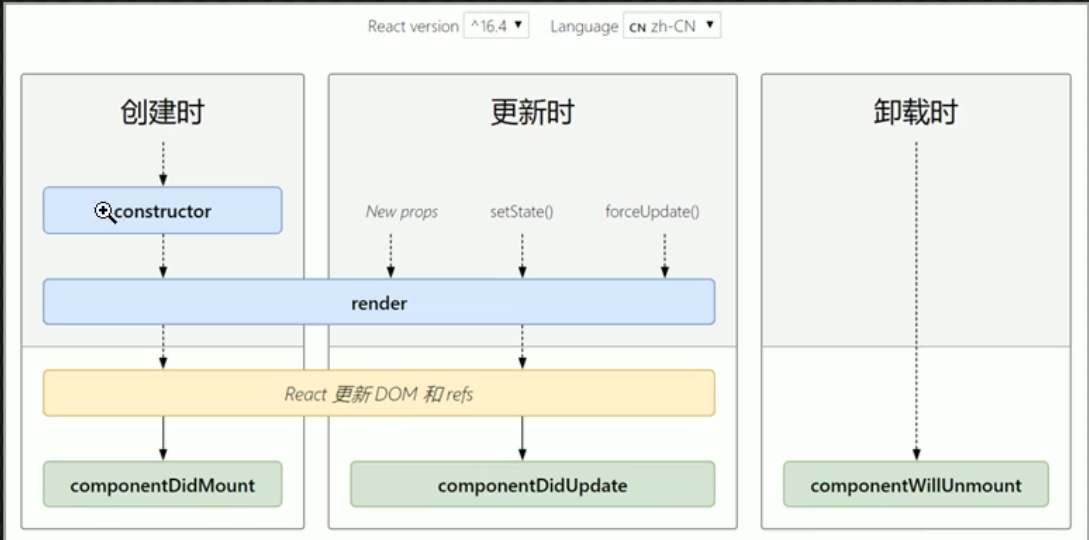 React version ^16.4 Language CN zh-CN
创建时
更新时
卸载时
constructor
New props
setState()
forceUpdate()
render
React 更新 DOM 和 refs
componentDidMount
componentDidUpdate
componentWillUnmount